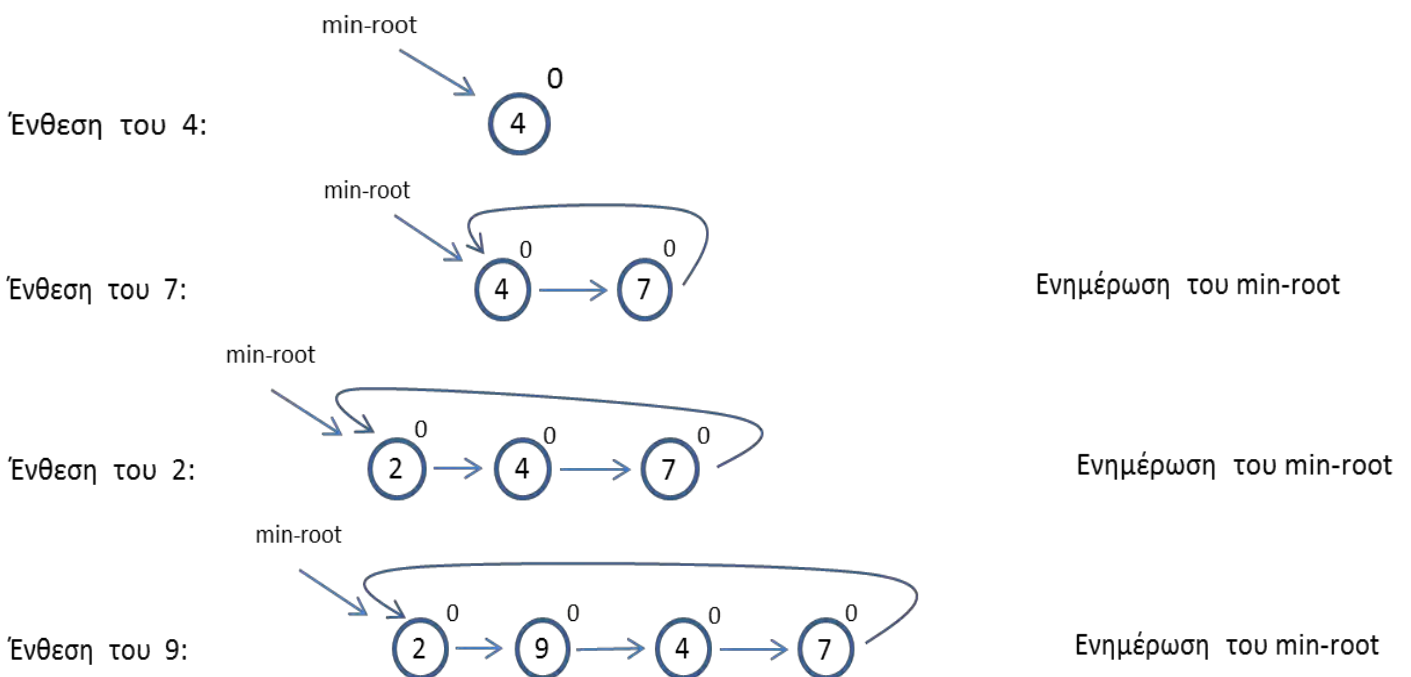 min-root
0
Ένθεση του 4: 4
min-root
0 0
Ένθεση του 7: 4 7 Ενημέρωση του min-root
min-root
0 0 0
Ένθεση του 2: 2 4 7 Ενημέρωση του min-root
min-root
0 0 0 0
Ένθεση του 9: 2 9 4 7 Ενημέρωση του min-root